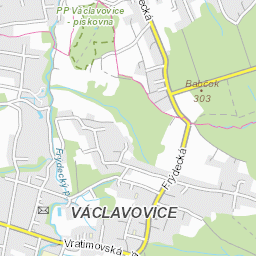 PP Václavovice
- pískovna
Frýdecká
Babčok
303
Frýdecký p.
Frýdecká
VÁCLAVOVICE
Vratimovská